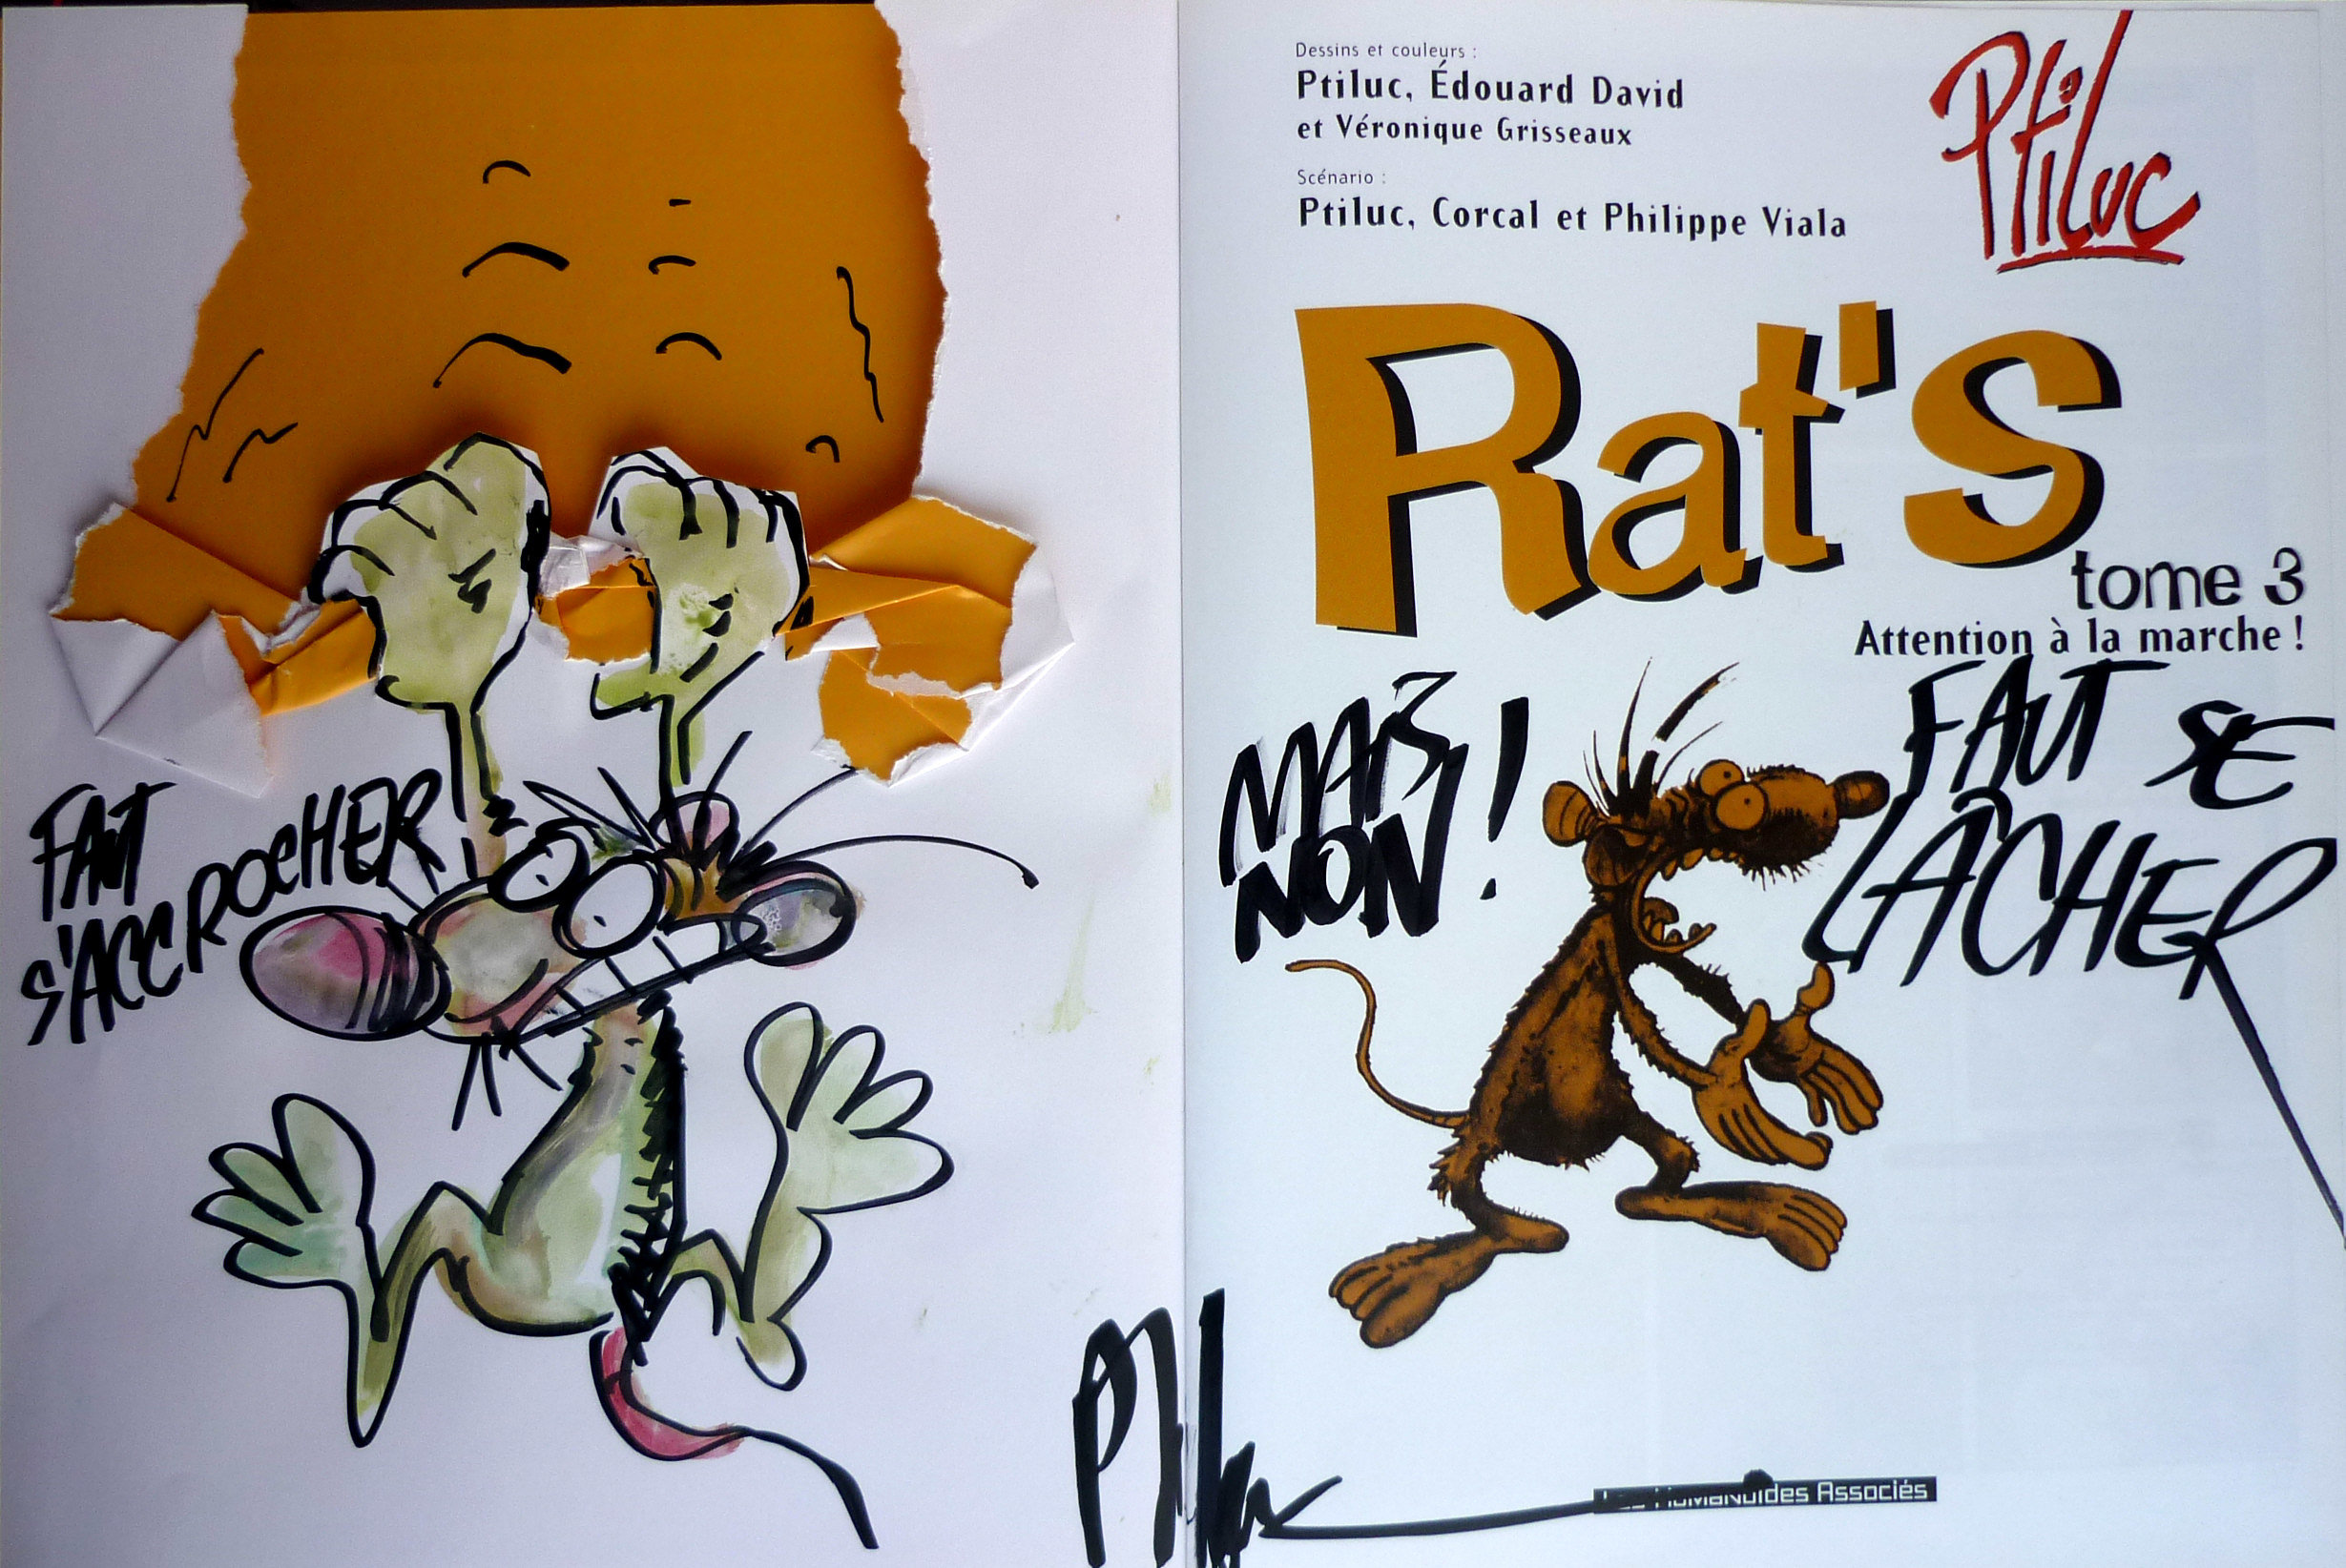 FAUT
S'ACCROCHER
Dessins et couleurs :
Ptiluc, Édouard David
et Véronique Grisseaux
Scénario :
Ptiluc, Corcal et Philippe Viala
Ptiluc
Rat's
tome 3
Attention à la marche !
MAIS
NON !
FAUT SE
LÂCHER
Ptiluc
Les Humanoïdes Associés